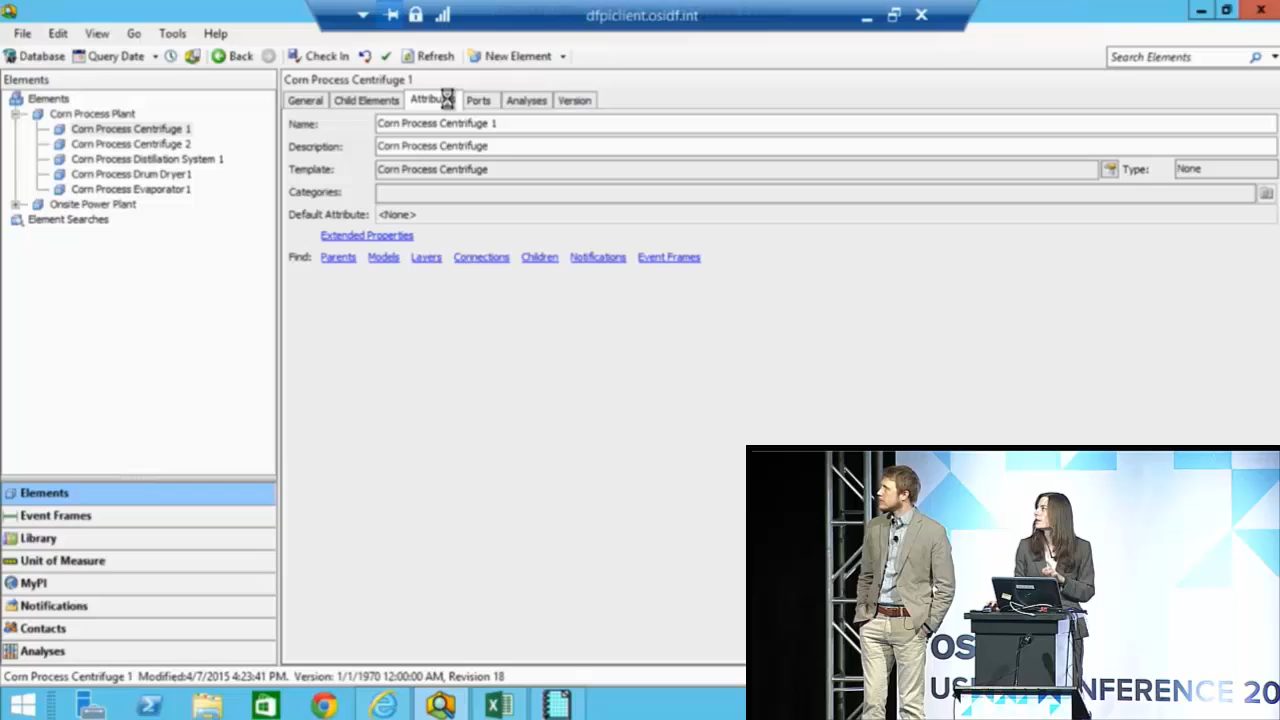 dfpiclient.osidf.int
File Edit View Go Tools Help
Database Query Date Back Check In Refresh New Element Search Elements
Elements
Elements
Corn Process Plant
Corn Process Centrifuge 1
Corn Process Centrifuge 2
Corn Process Distillation System 1
Corn Process Drum Dryer1
Corn Process Evaporator1
Onsite Power Plant
Element Searches
Elements
Event Frames
Library
Unit of Measure
MyPI
Notifications
Contacts
Analyses
Corn Process Centrifuge 1
General Child Elements Ports Analyses Version
Name: Corn Process Centrifuge 1
Description: Corn Process Centrifuge
Template: Corn Process Centrifuge Type: None
Categories:
Default Attribute: <None>
Extended Properties
Find: Parents Models Layers Connections Children Notifications Event Frames
Corn Process Centrifuge 1 Modified:4/7/2015 4:23:41 PM, Version: 1/1/1970 12:00:00 AM, Revision 18
OS
US NFERENCE 20